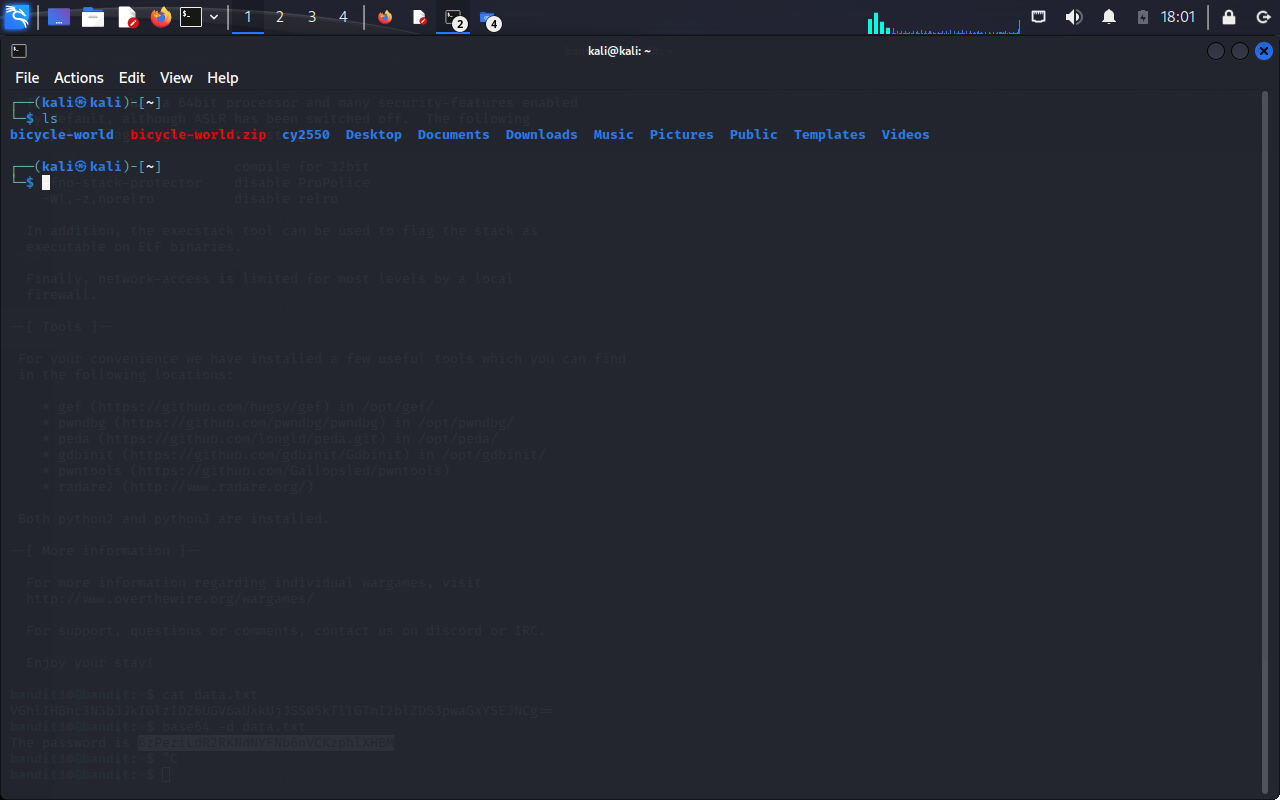 1 2 3 4 2 4 18:01
kali@kali: ~
File Actions Edit View Help
┌──(kali㉿kali)-[~]
└─$ ls
bicycle-world bicycle-world.zip cy2550 Desktop Documents Downloads Music Pictures Public Templates Videos
┌──(kali㉿kali)-[~]
└─$
64bit processor and many security-features enabled
default, although ASLR has been switched off. The following
compile for 32bit
no-stack-protector disable ProPolice
-Wl,-z,norelro disable relro
In addition, the execstack tool can be used to flag the stack as
executable on ELF binaries.
Finally, network-access is limited for most levels by a local
firewall.
--[ Tools ]--
For your convenience we have installed a few useful tools which you can find
in the following locations:
* gef (https://github.com/hugsy/gef) in /opt/gef/
* pwndbg (https://github.com/pwndbg/pwndbg) in /opt/pwndbg/
* peda (https://github.com/longld/peda.git) in /opt/peda/
* gdbinit (https://github.com/gdbinit/Gdbinit) in /opt/gdbinit/
* pwntools (https://github.com/Gallopsled/pwntools)
* radare2 (http://www.radare.org/)
Both python2 and python3 are installed.
--[ More information ]--
For more information regarding individual wargames, visit
http://www.overthewire.org/wargames/
For support, questions or comments, contact us on discord or IRC.
Enjoy your stay!
bandit10@bandit:~$ cat data.txt
bandit10@bandit:~$ base64 -d data.txt
The password is
bandit10@bandit:~$ ^C
bandit10@bandit:~$